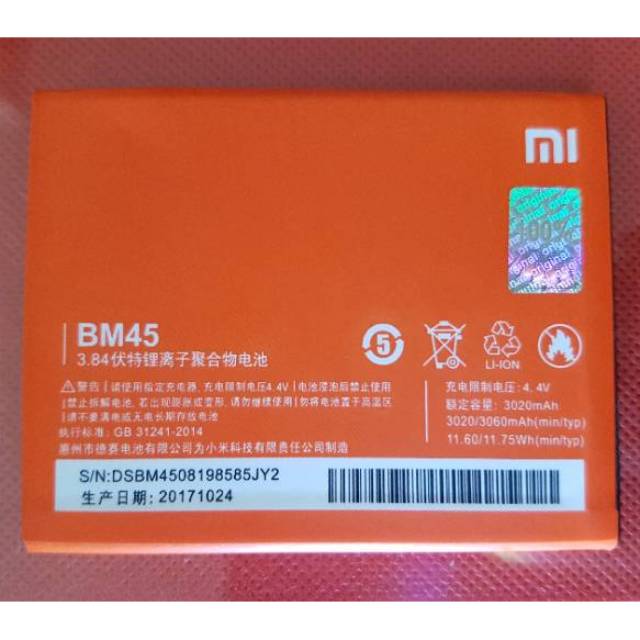 mi
100%
original
BM45
3.84伏特锂离子聚合物电池
5
LI-ION
警告 请使用指定充电器, 充电限制电压4.4V 电池浸泡后禁止使用
禁止拆解电池, 若出现膨胀或变形, 请勿继续使用 勿将电池置于高温区
请不要满电或无电长期存放电池
执行标准: GB 31241-2014
惠州市德赛电池有限公司为小米科技有限责任公司制造
充电限制电压: 4.4V
额定容量: 3020mAh
3020/3060mAh(min/typ)
11.60/11.75Wh(min/typ)
S/N:DSBM4508198585JY2
生产日期: 20171024